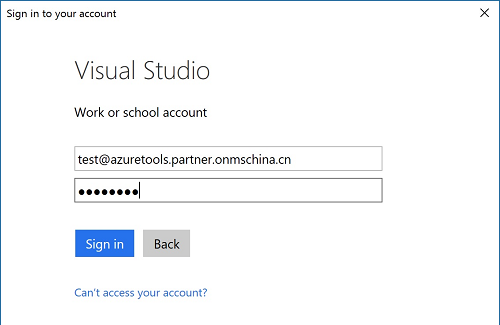 Sign in to your account
Visual Studio
Work or school account
test@azuretools.partner.onmschina.cn
●●●●●●●●
Sign in Back
Can't access your account?